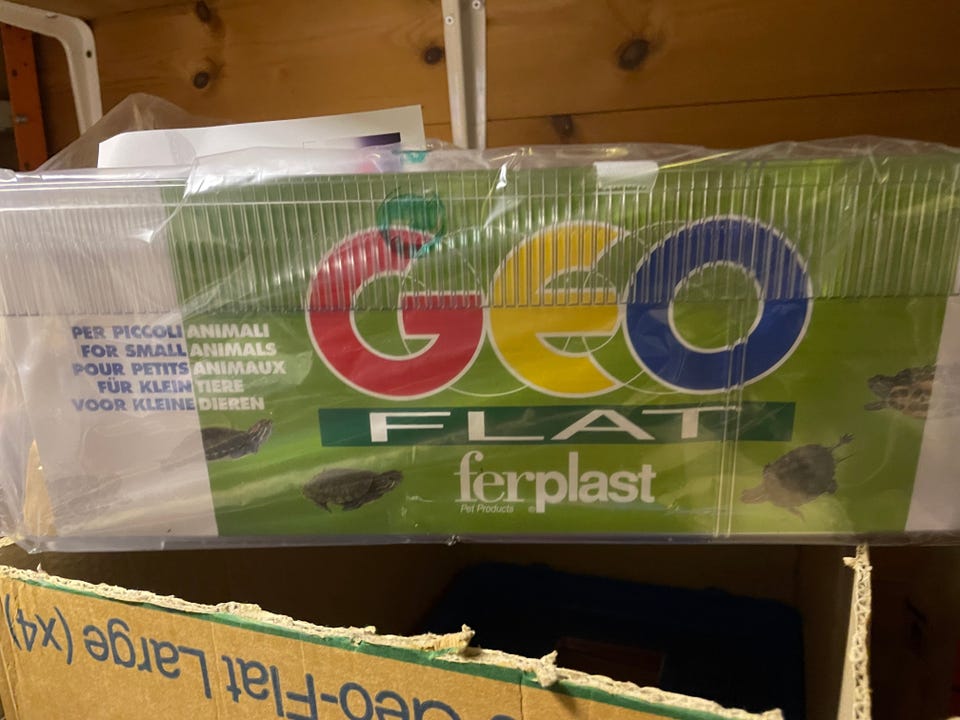 GEO
FLAT
ferplast
Pet Products
PER PICCOLI ANIMALI
FOR SMALL ANIMALS
POUR PETITS ANIMAUX
FÜR KLEIN TIERE
VOOR KLEINE DIEREN
Geo-Flat Large (x4)